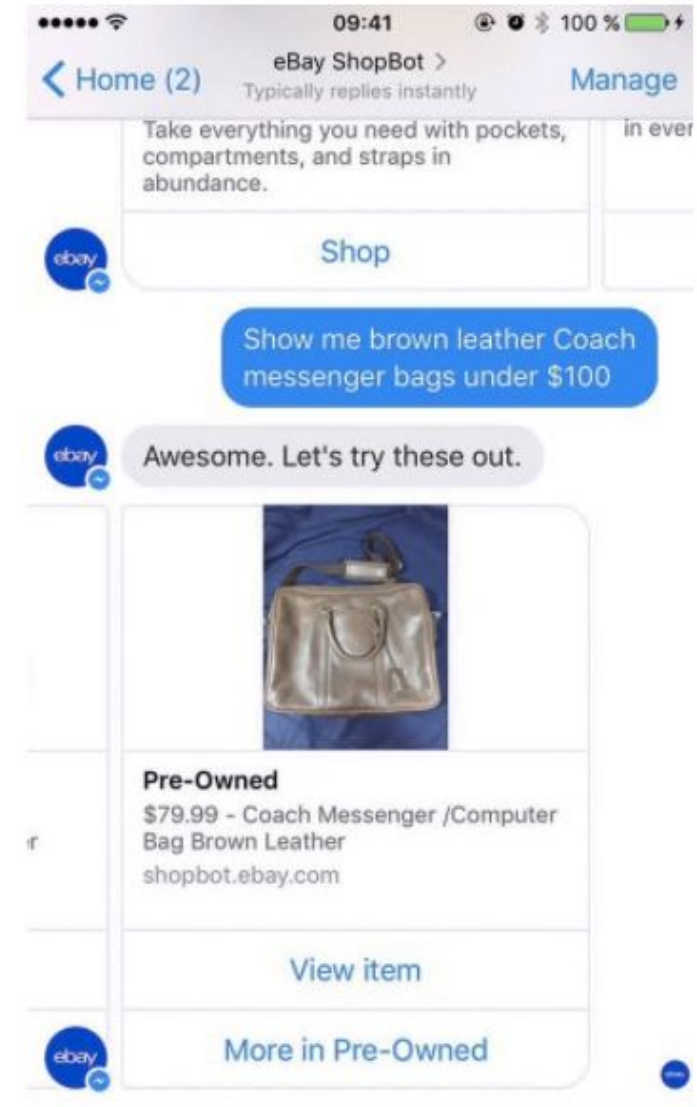 09:41
100 %
Home (2)
eBay ShopBot >
Typically replies instantly
Manage
Take everything you need with pockets,
compartments, and straps in
abundance.
in ever
Shop
ebay
Show me brown leather Coach
messenger bags under $100
ebay
Awesome. Let's try these out.
Pre-Owned
$79.99 - Coach Messenger /Computer
Bag Brown Leather
shopbot.ebay.com
r
View item
More in Pre-Owned
ebay
ebay